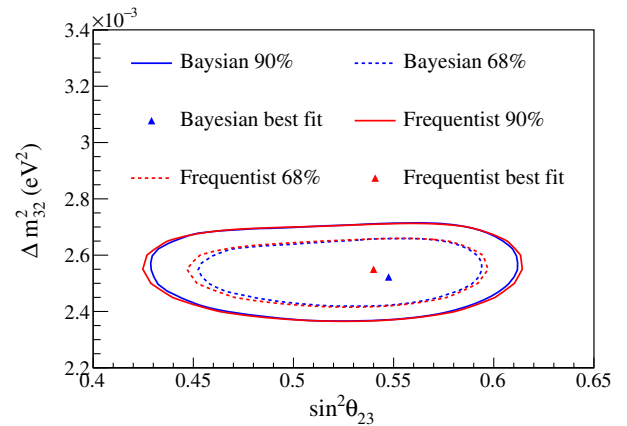 ×10⁻³
3.4
3.2
3
2.8
2.6
2.4
2.2
Δ m²₃₂ (eV²)
Baysian 90%
Bayesian 68%
Bayesian best fit
Frequentist 90%
Frequentist 68%
Frequentist best fit
0.4
0.45
0.5
0.55
0.6
0.65
sin²θ₂₃